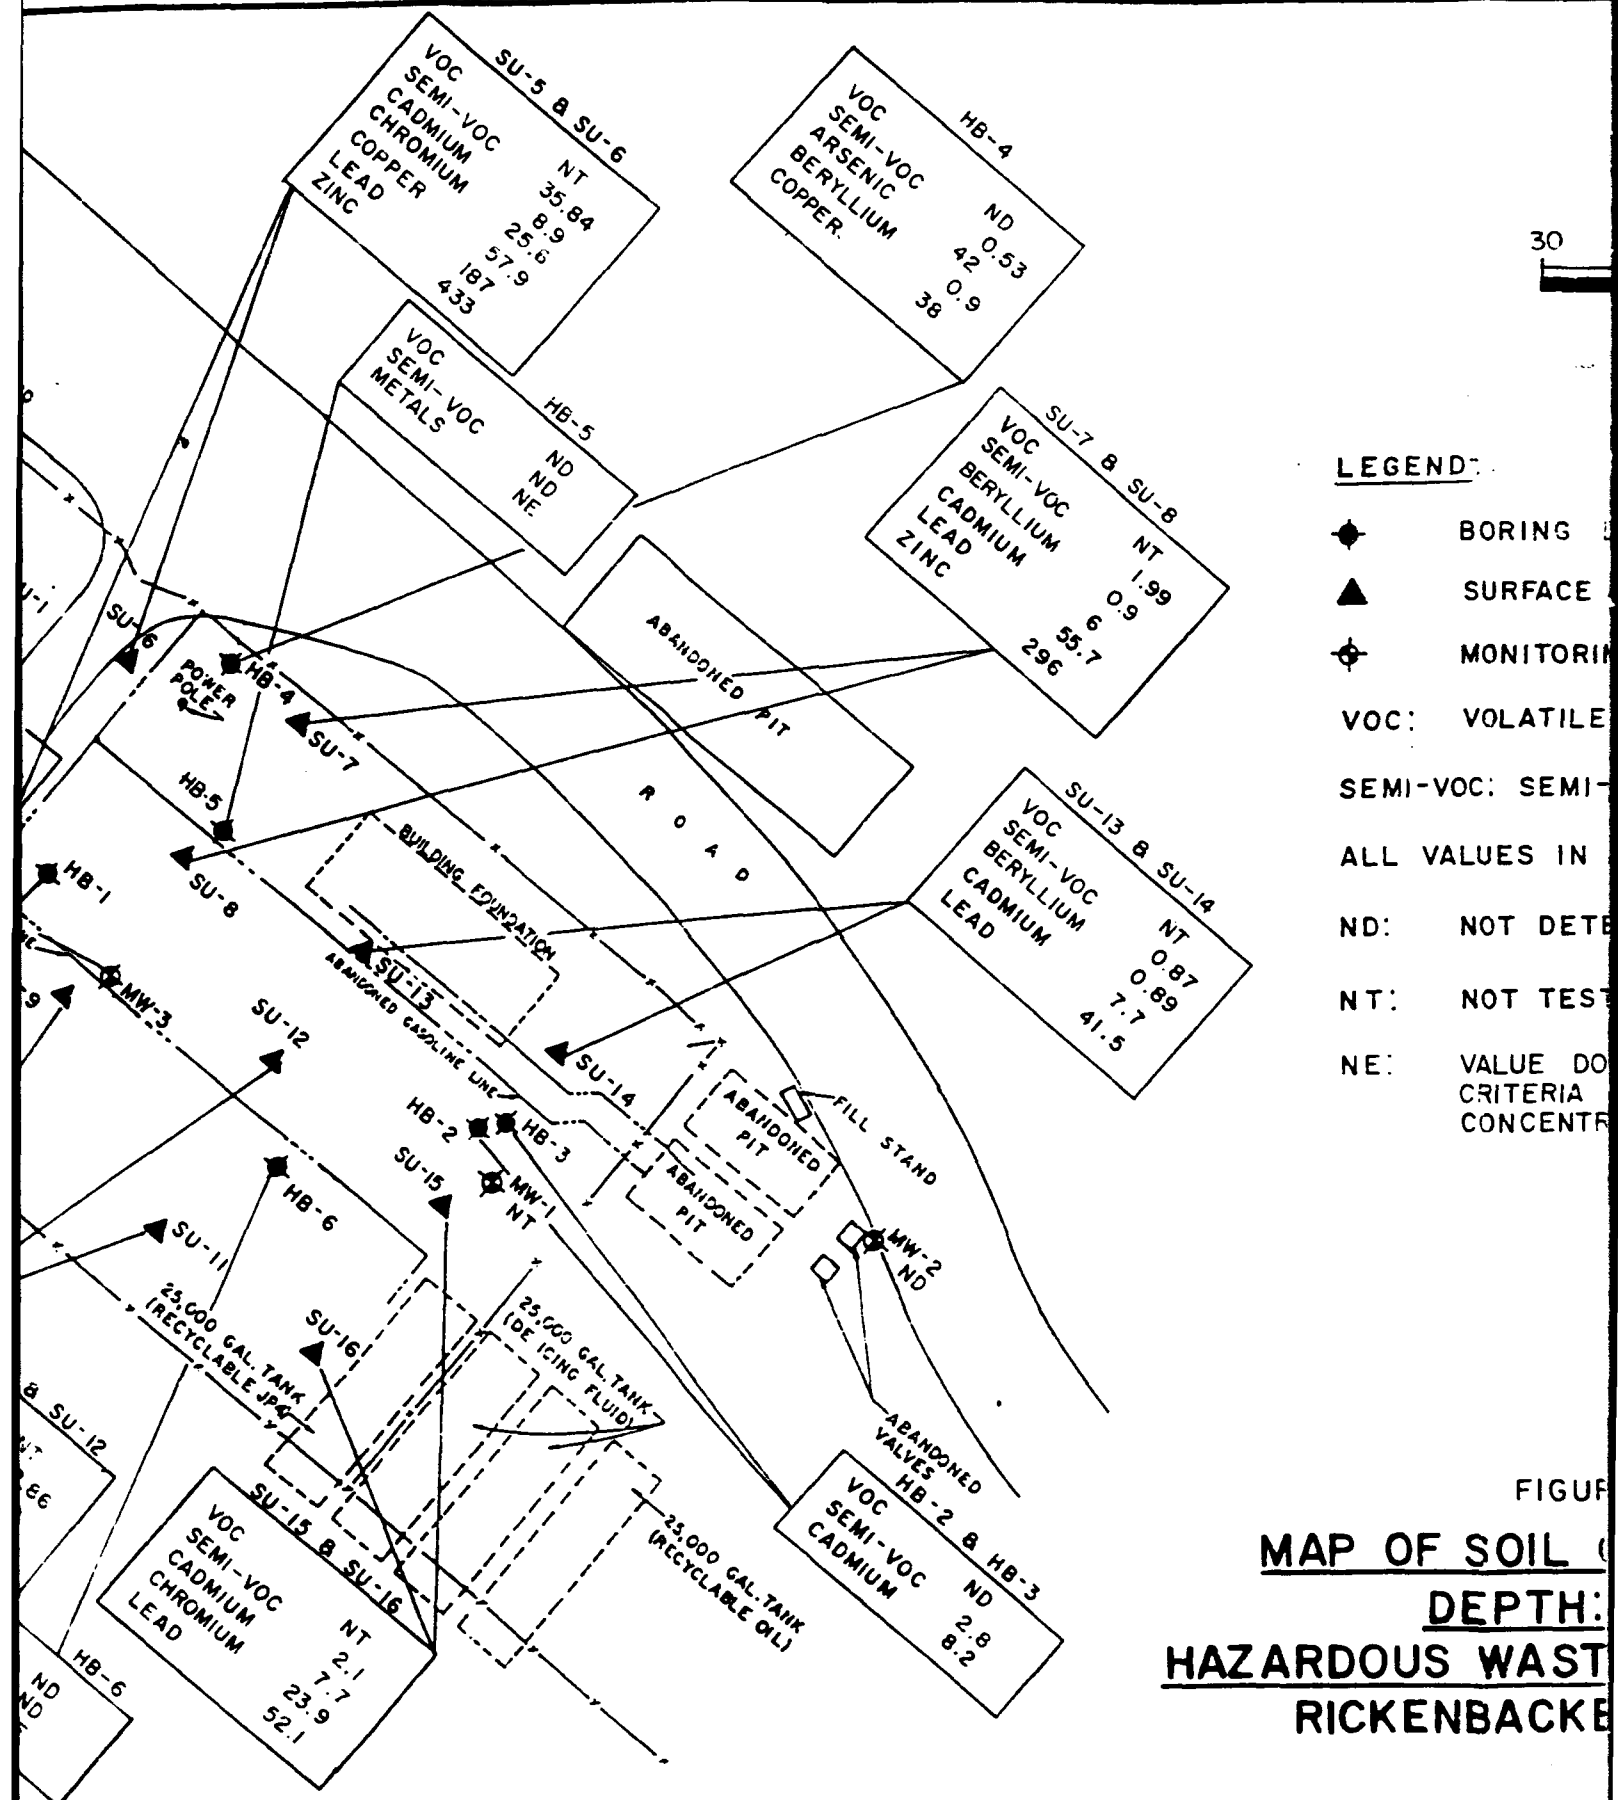 SU-5 & SU-6
VOC NT
SEMI-VOC 35.84
CADMIUM 8.9
CHROMIUM 25.6
COPPER 57.9
LEAD 187
ZINC 433
HB-4
VOC ND
SEMI-VOC 0.53
ARSENIC 42
BERYLLIUM 0.9
COPPER 38
30
HB-5
VOC ND
SEMI-VOC ND
METALS NE
SU-7 & SU-8
VOC NT
SEMI-VOC 1.99
BERYLLIUM 0.9
CADMIUM 6
LEAD 55.7
ZINC 296
SU-13 & SU-14
VOC NT
SEMI-VOC 0.87
BERYLLIUM 0.89
CADMIUM 7.7
LEAD 41.5
LEGEND:
BORING
SURFACE
MONITORIN
VOC: VOLATILE
SEMI-VOC: SEMI-
ALL VALUES IN
ND: NOT DETE
NT: NOT TEST
NE: VALUE DO
CRITERIA
CONCENTR
U-1
SU-6
HB-4
POWER
POLE
SU-7
HB-5
SU-8
HB-1
9
MW-3
SU-12
ABANDONED PIT
ROAD
BUILDING FOUNDATION
SU-13
ABANDONED GASOLINE LINE
SU-14
HB-2
HB-3
SU-15
MW-1
NT
HB-6
SU-11
SU-16
ABANDONED
PIT
ABANDONED
PIT
FILL STAND
MW-2
ND
ABANDONED
VALVES
25,000 GAL. TANK
(RECYCLABLE JP4)
25,000 GAL. TANK
(DE ICING FLUID)
25,000 GAL. TANK
(RECYCLABLE OIL)
& SU-12
NT
.86
HB-6
ND
ND
SU-15 & SU-16
VOC NT
SEMI-VOC 2.1
CADMIUM 7.7
CHROMIUM 23.9
LEAD 52.1
HB-2 & HB-3
VOC ND
SEMI-VOC 2.8
CADMIUM 8.2
FIGUR
MAP OF SOIL
DEPTH:
HAZARDOUS WAST
RICKENBACKE